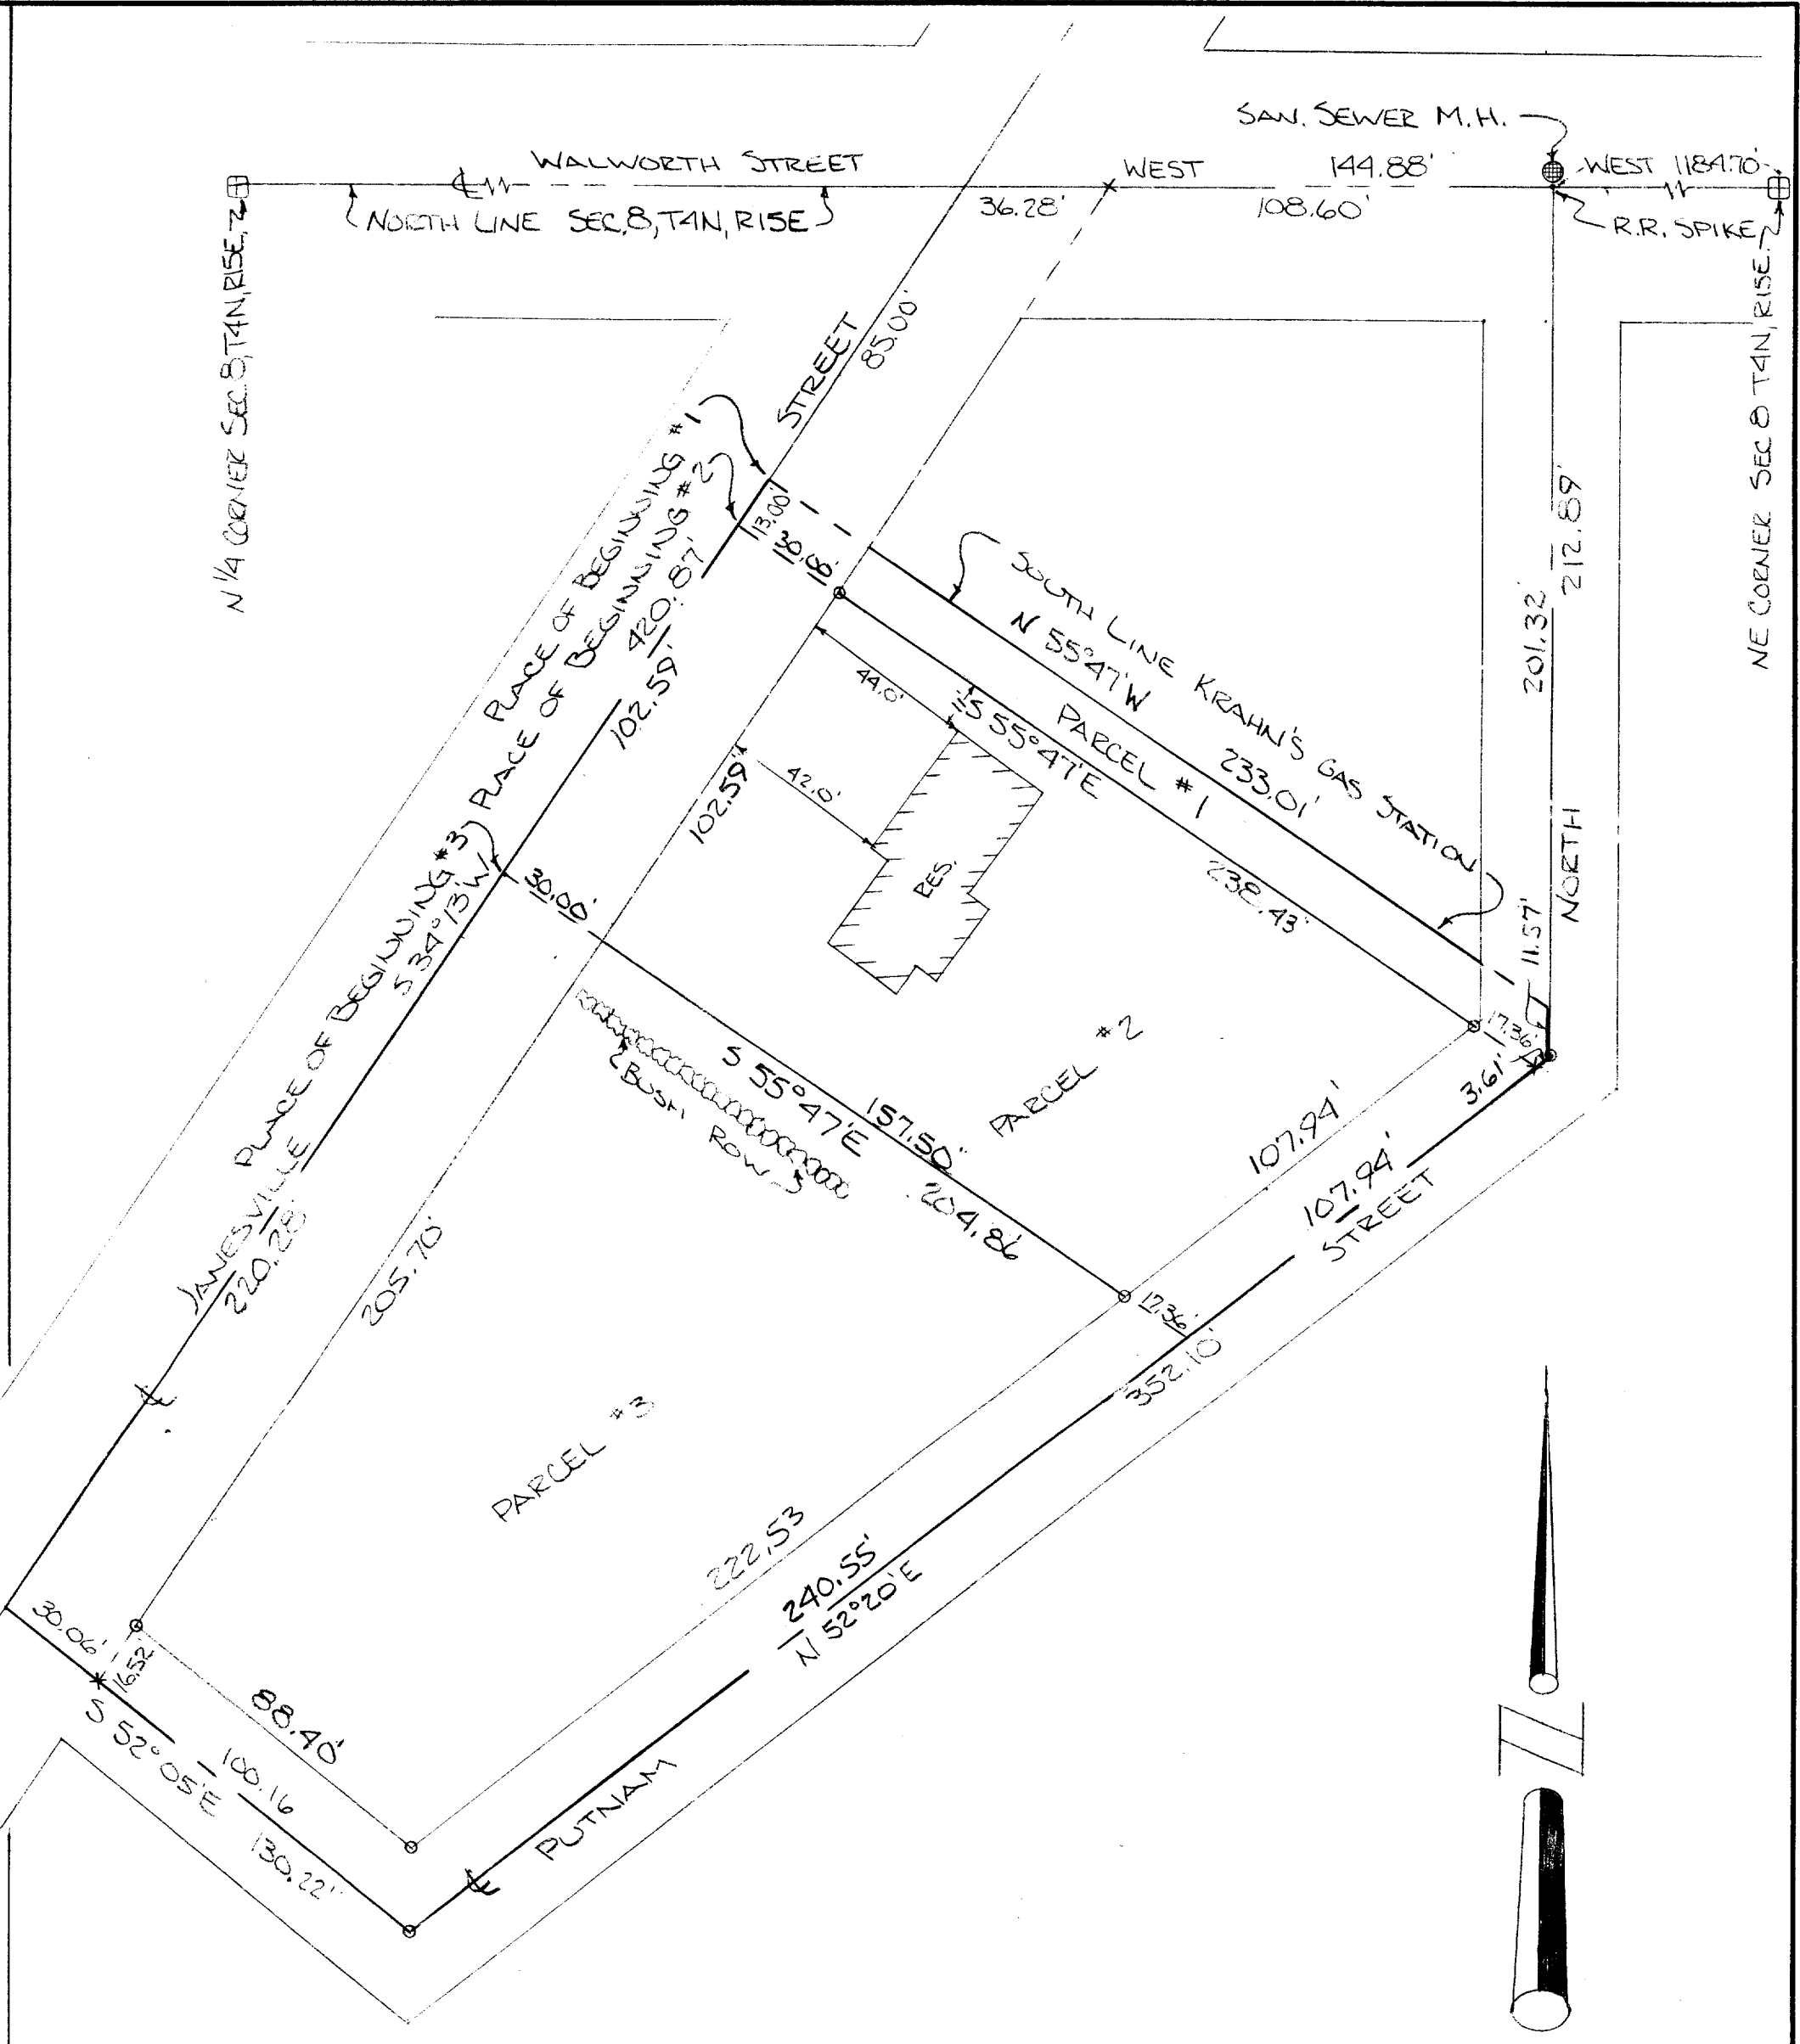 SAN. SEWER M.H.
WALWORTH STREET
WEST
144.88'
WEST 1184.70'
NORTH LINE SEC. 8, T4N, R15E
36.28'
108.60'
R.R. SPIKE
N 1/4 CORNER SEC. 8, T4N, R15E.
NE CORNER SEC 8 T4N, R15E.
STREET
85.00'
PLACE OF BEGINNING #1
PLACE OF BEGINNING #2
13.00'
30.00'
420.87'
102.59'
SOUTH LINE KRAHN'S GAS STATION
N 55°47' W
233.01'
201.32'
212.89'
NORTH
11.57'
44.0'
S 55°47' E
PARCEL #1
238.43'
42.0'
102.59'
RES.
PLACE OF BEGINNING #3
S 34°13' W
30.00'
17.36'
3.61'
BUSH ROW
S 55°47' E
157.50'
204.86'
PARCEL #2
107.94'
107.94'
STREET
JANESVILLE
220.28'
205.70'
17.36'
352.10'
PARCEL #3
222.53
240.55'
N 52°20' E
30.06'
16.52'
88.40'
S 52°05' E
100.16
130.22'
PUTNAM
N